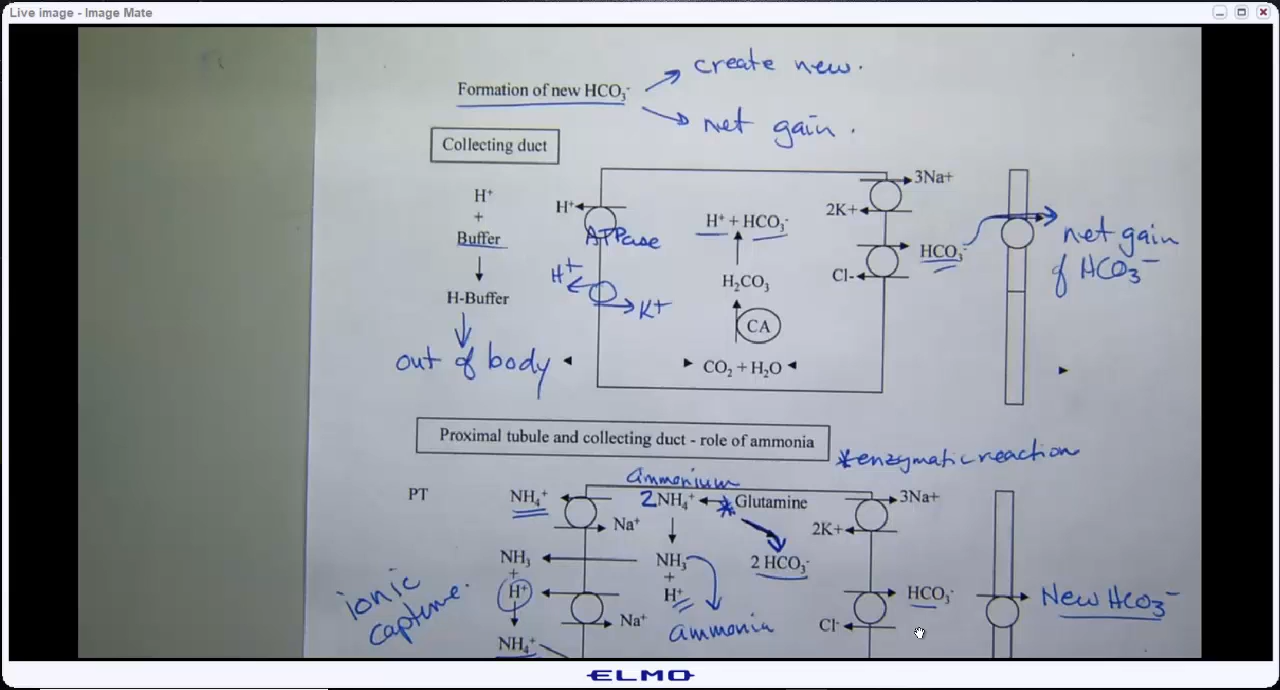 Live image - Image Mate
create new.
Formation of new HCO3-
net gain.
Collecting duct
3Na+
H+
H+
2K+
+
H+ + HCO3-
Buffer
ATPase
HCO3-
net gain
of HCO3-
H+
Cl-
H2CO3
H-Buffer
K+
CA
out of body
CO2 + H2O
Proximal tubule and collecting duct - role of ammonia
*enzymatic reaction
ammonium
PT
NH4+
2NH4+
* Glutamine
3Na+
Na+
2K+
NH3
NH3
2 HCO3-
+
+
ionic
capture.
H+
H+
HCO3-
New HCO3-
Na+
ammonia
Cl-
NH4+
ELMO